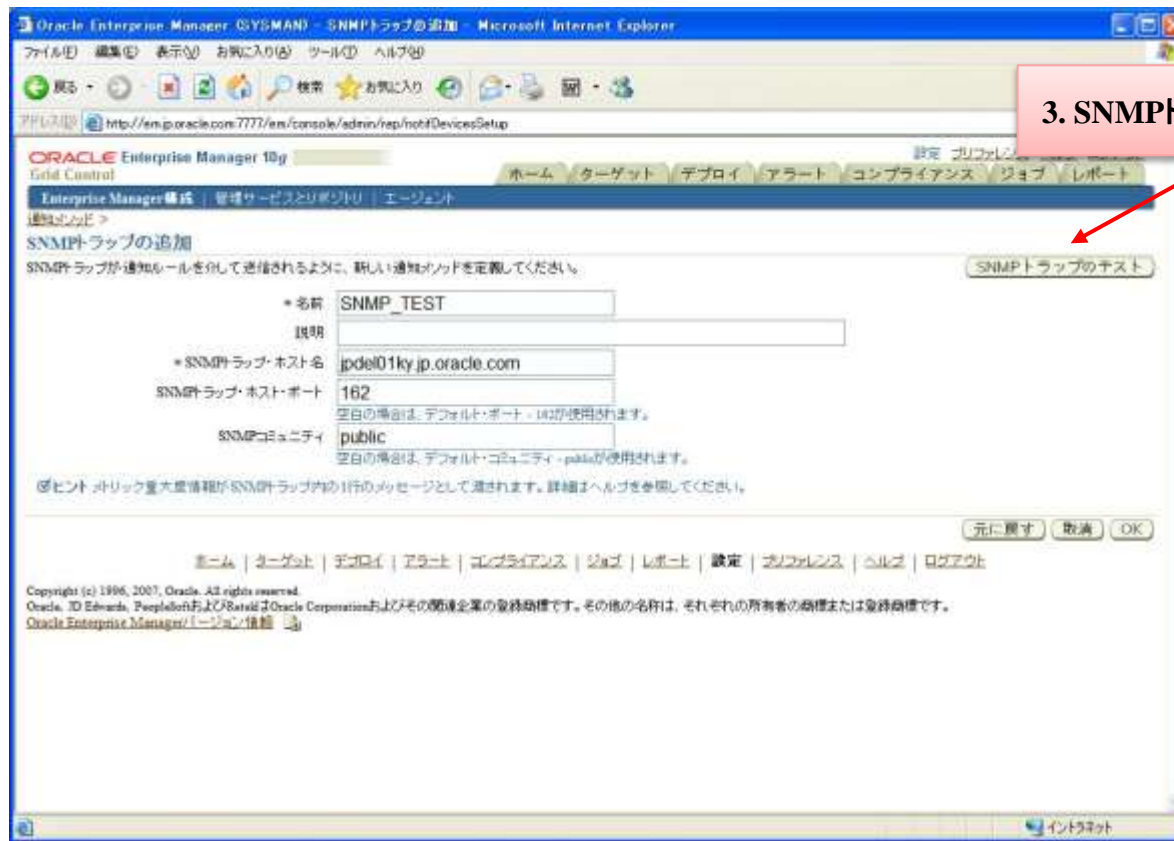 Oracle Enterprise Manager (SYSMAN) - SNMPトラップの追加 - Microsoft Internet Explorer
ファイル(F) 編集(E) 表示(V) お気に入り(A) ツール(T) ヘルプ(H)
戻る 検索 お気に入り
3. SNMPト
アドレス(D) http://em.jp.oracle.com:7777/em/console/admin/rep/notifDevicesSetup
ORACLE Enterprise Manager 10g
Grid Control
設定
ホーム ターゲット デプロイ アラート コンプライアンス ジョブ レポート
Enterprise Manager構成 | 管理サービスとリポジトリ | エージェント
通知メソッド >
SNMPトラップの追加
SNMPトラップが通知ルールを介して送信されるように、新しい通知メソッドを定義してください。
SNMPトラップのテスト
* 名前 SNMP_TEST
説明
* SNMPトラップ・ホスト名 jpdel01ky.jp.oracle.com
SNMPトラップ・ホスト・ポート 162
空白の場合は、デフォルト・ポート - 162が使用されます。
SNMPコミュニティ public
空白の場合は、デフォルト・コミュニティ - publicが使用されます。
ヒント メトリック重大度情報がSNMPトラップ内の1行のメッセージとして渡されます。詳細はヘルプを参照してください。
元に戻す 取消 OK
ホーム | ターゲット | デプロイ | アラート | コンプライアンス | ジョブ | レポート | 設定 | プリファレンス | ヘルプ | ログアウト
Copyright (c) 1996, 2007, Oracle. All rights reserved.
Oracle、JD Edwards、PeopleSoftおよびRetekはOracle Corporationおよびその関連企業の登録商標です。その他の名称は、それぞれの所有者の商標または登録商標です。
Oracle Enterprise Managerバージョン情報
イントラネット